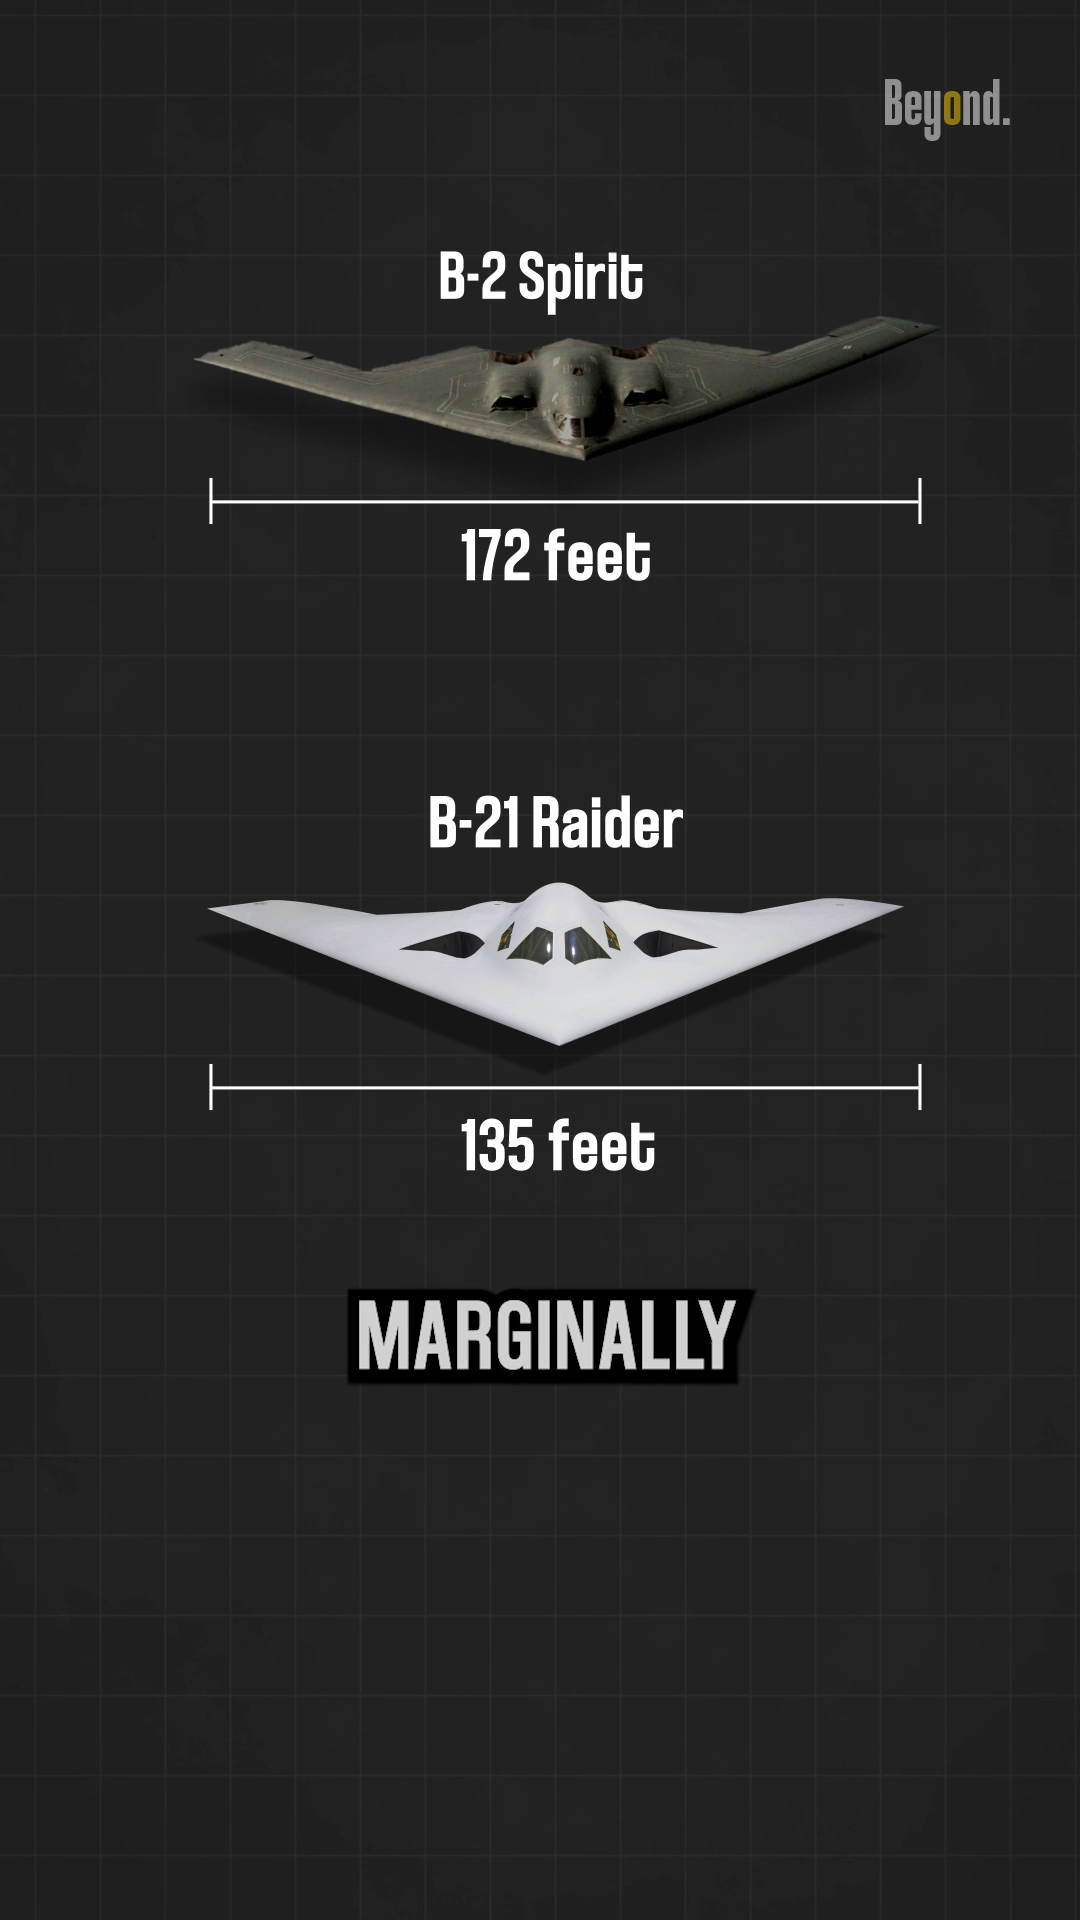 Beyond.
B-2 Spirit
172 feet
B-21 Raider
135 feet
MARGINALLY